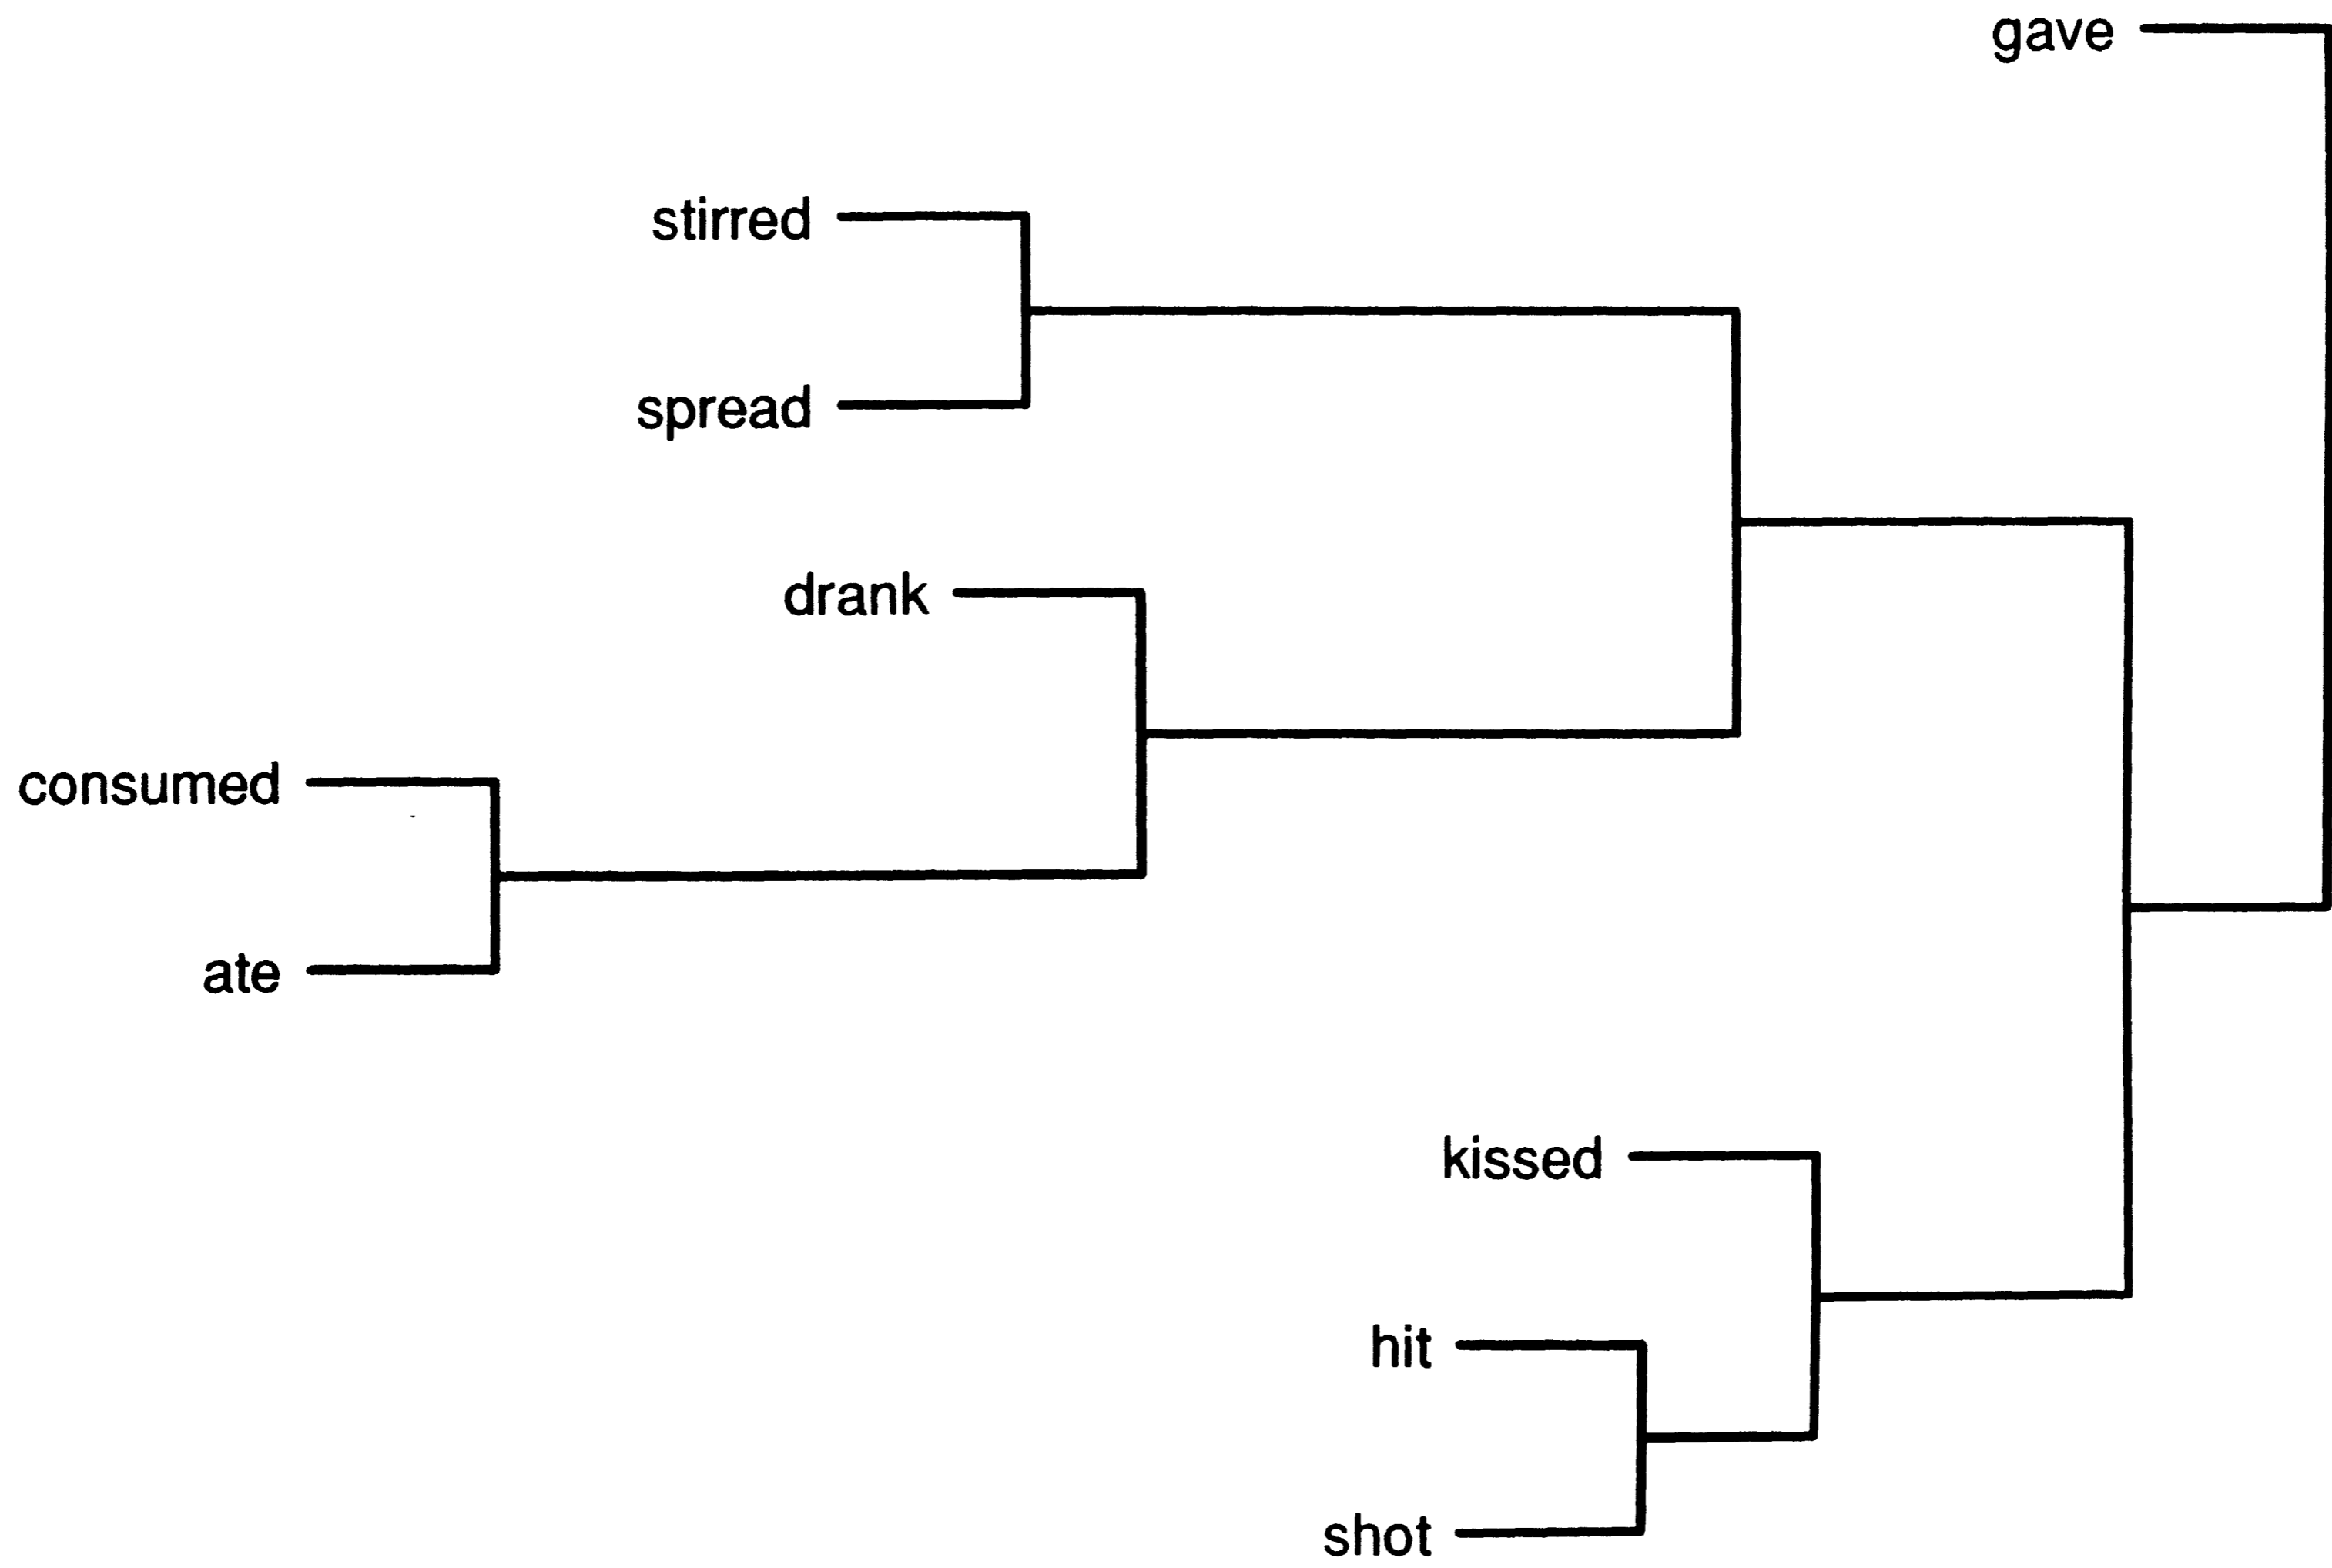 gave
stirred
spread
drank
consumed
ate
kissed
hit
shot